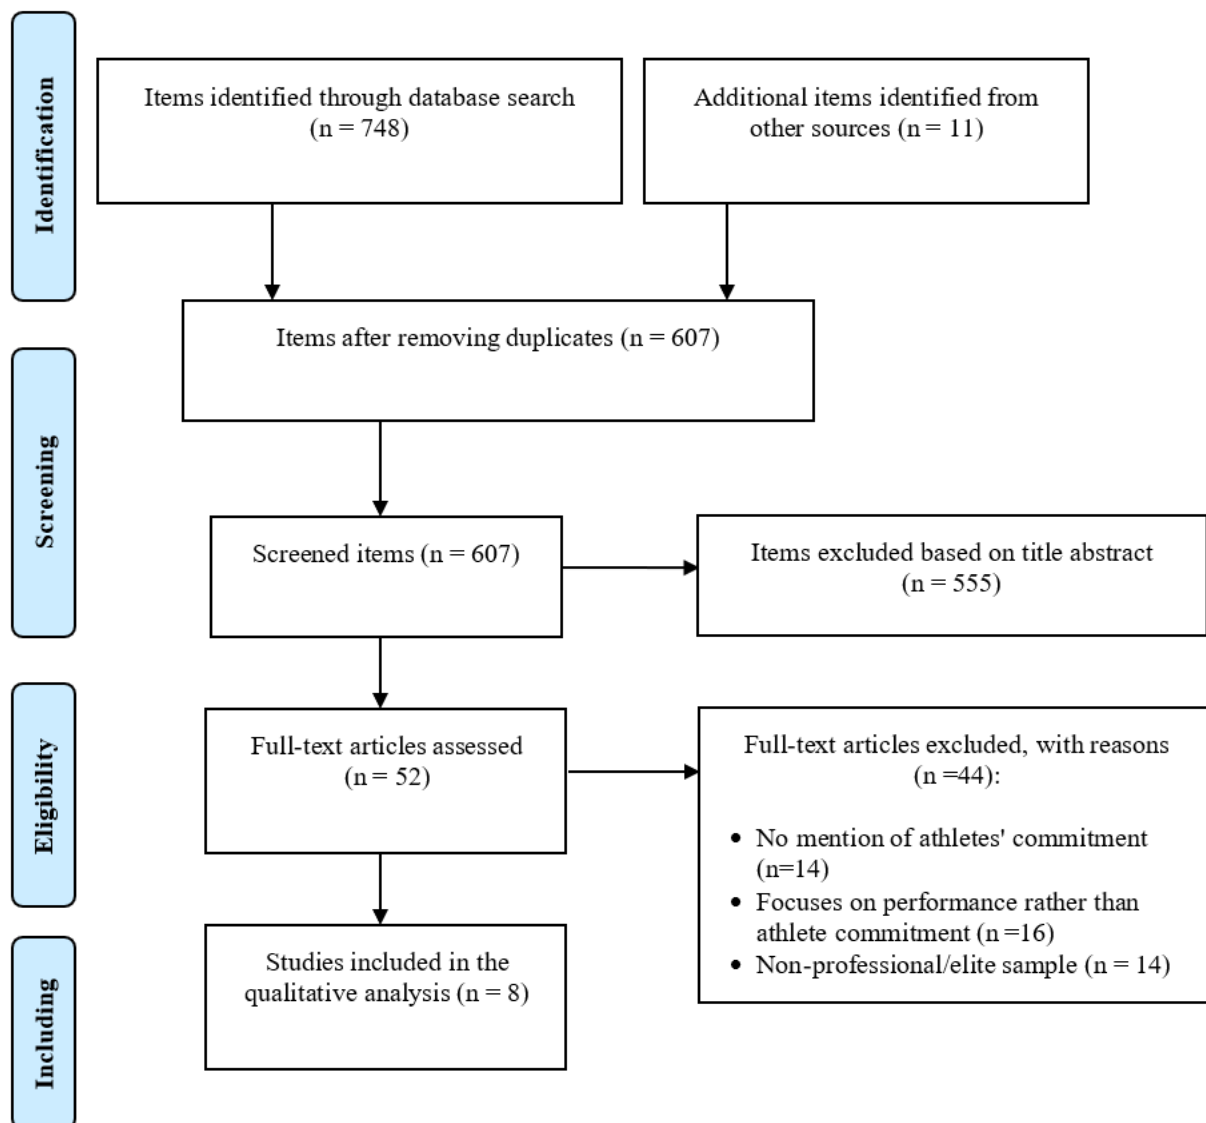 Identification
Items identified through database search
(n = 748)
Additional items identified from
other sources (n = 11)
Items after removing duplicates (n = 607)
Screening
Screened items (n = 607)
Items excluded based on title abstract
(n = 555)
Eligibility
Full-text articles assessed
(n = 52)
Full-text articles excluded, with reasons
(n =44):
• No mention of athletes' commitment
(n=14)
• Focuses on performance rather than
athlete commitment (n =16)
• Non-professional/elite sample (n = 14)
Including
Studies included in the
qualitative analysis (n = 8)